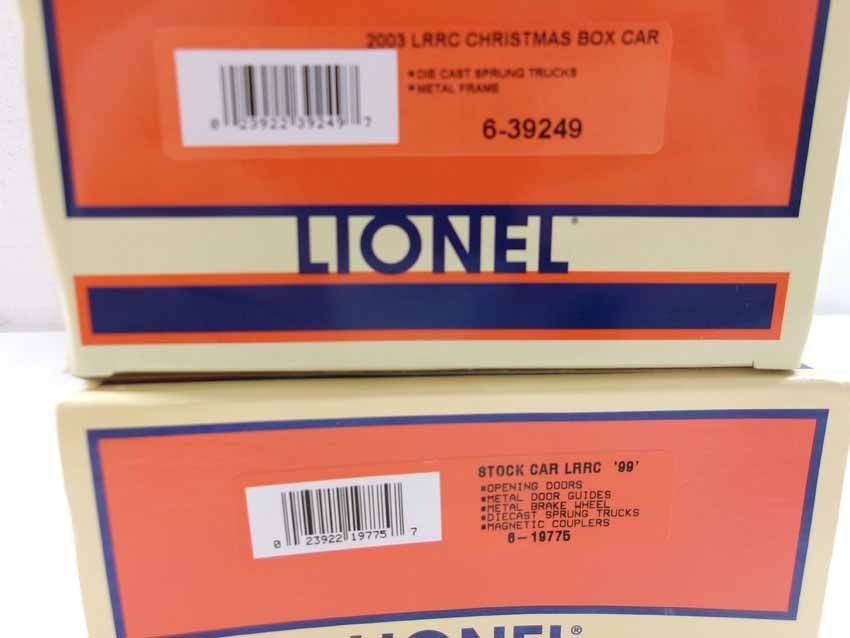 2003 LRRC CHRISTMAS BOX CAR
*DIE CAST SPRUNG TRUCKS
*METAL FRAME
0 23922 39249 7
6-39249
LIONEL®
STOCK CAR LRRC '99'
*OPENING DOORS
*METAL DOOR GUIDES
*METAL BRAKE WHEEL
*DIECAST SPRUNG TRUCKS
*MAGNETIC COUPLERS
6-19775
0 23922 19775 7
LIONEL®